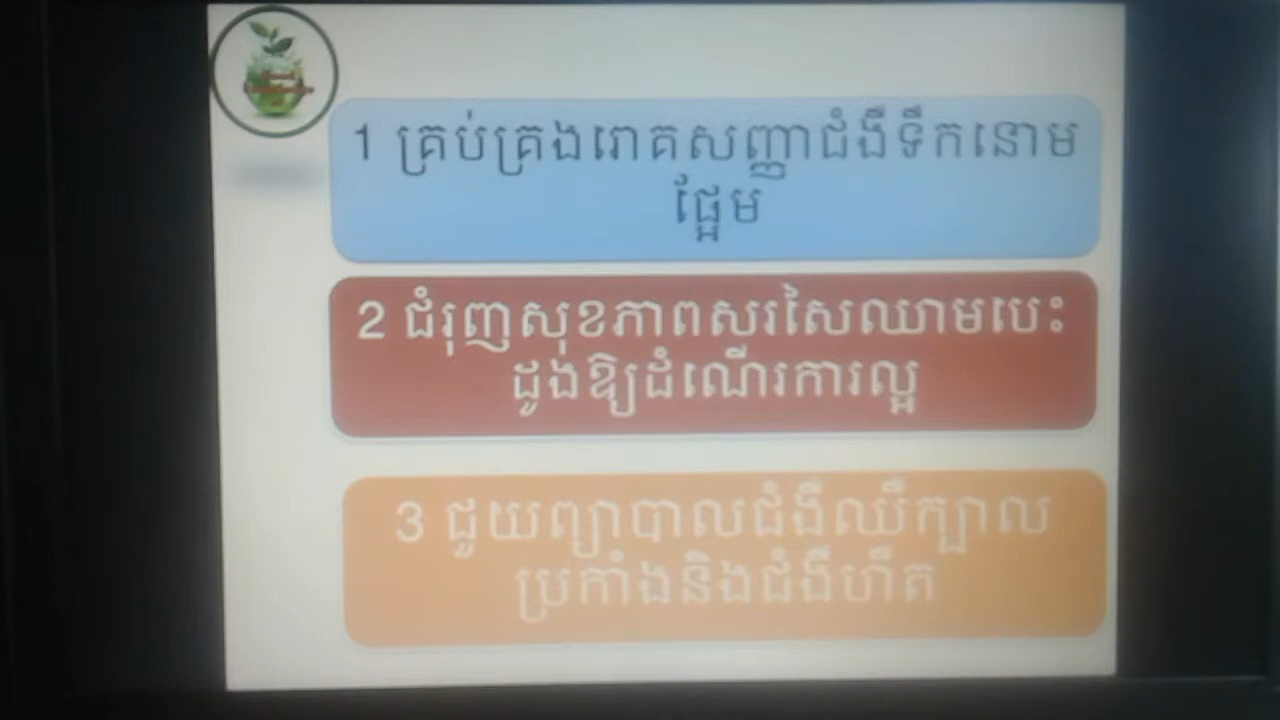 1 គ្រប់គ្រងរោគសញ្ញាជំងឺទឹកនោម
ផ្អែម
2 ជំរុញសុខភាពសរសៃឈាមបេះ
ដូងឱ្យដំណើរការល្អ
3 ជួយព្យាបាលជំងឺឈឺក្បាល
ប្រកាំងនិងជំងឺហឺត